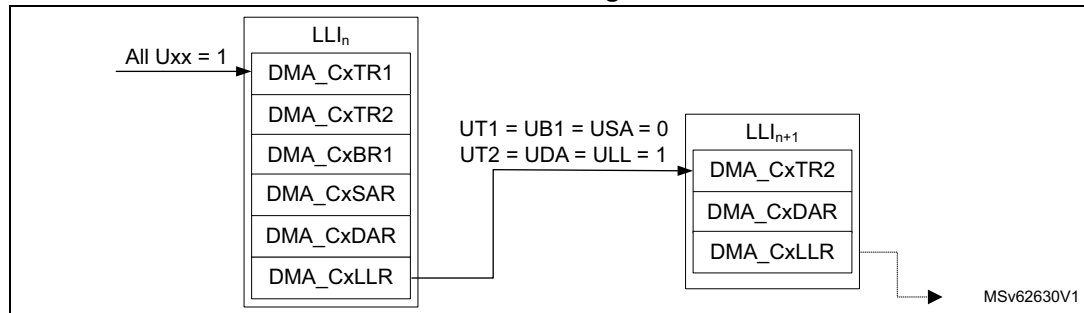 LLIn
All Uxx = 1
DMA_CxTR1
DMA_CxTR2
DMA_CxBR1
DMA_CxSAR
DMA_CxDAR
DMA_CxLLR
UT1 = UB1 = USA = 0
UT2 = UDA = ULL = 1
LLIn+1
DMA_CxTR2
DMA_CxDAR
DMA_CxLLR
MSv62630V1